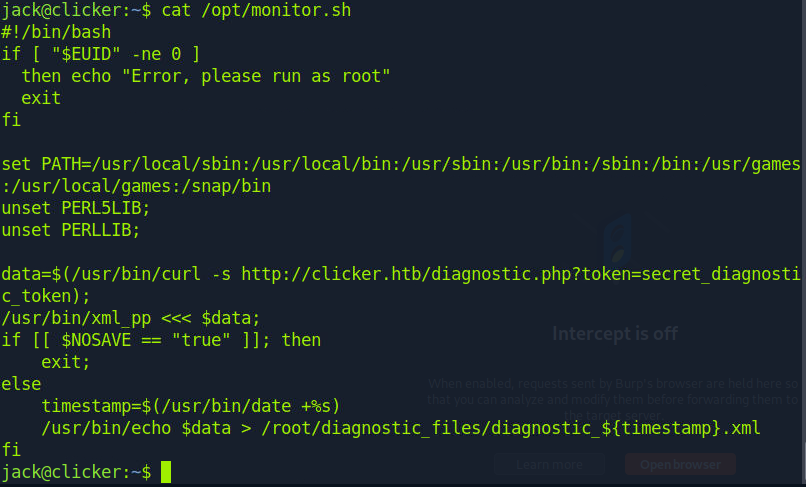 jack@clicker:~$ cat /opt/monitor.sh
#!/bin/bash
if [ "$EUID" -ne 0 ]
  then echo "Error, please run as root"
  exit
fi

set PATH=/usr/local/sbin:/usr/local/bin:/usr/sbin:/usr/bin:/sbin:/bin:/usr/games
:/usr/local/games:/snap/bin
unset PERL5LIB;
unset PERLLIB;

data=$(/usr/bin/curl -s http://clicker.htb/diagnostic.php?token=secret_diagnosti
c_token);
/usr/bin/xml_pp <<< $data;
if [[ $NOSAVE == "true" ]]; then
    exit;
else
    timestamp=$(/usr/bin/date +%s)
    /usr/bin/echo $data > /root/diagnostic_files/diagnostic_${timestamp}.xml
fi
jack@clicker:~$
Intercept is off
When enabled, requests sent by Burp's browser are held here so
that you can analyze and modify them before forwarding them to
the target server.
Learn more
Open browser